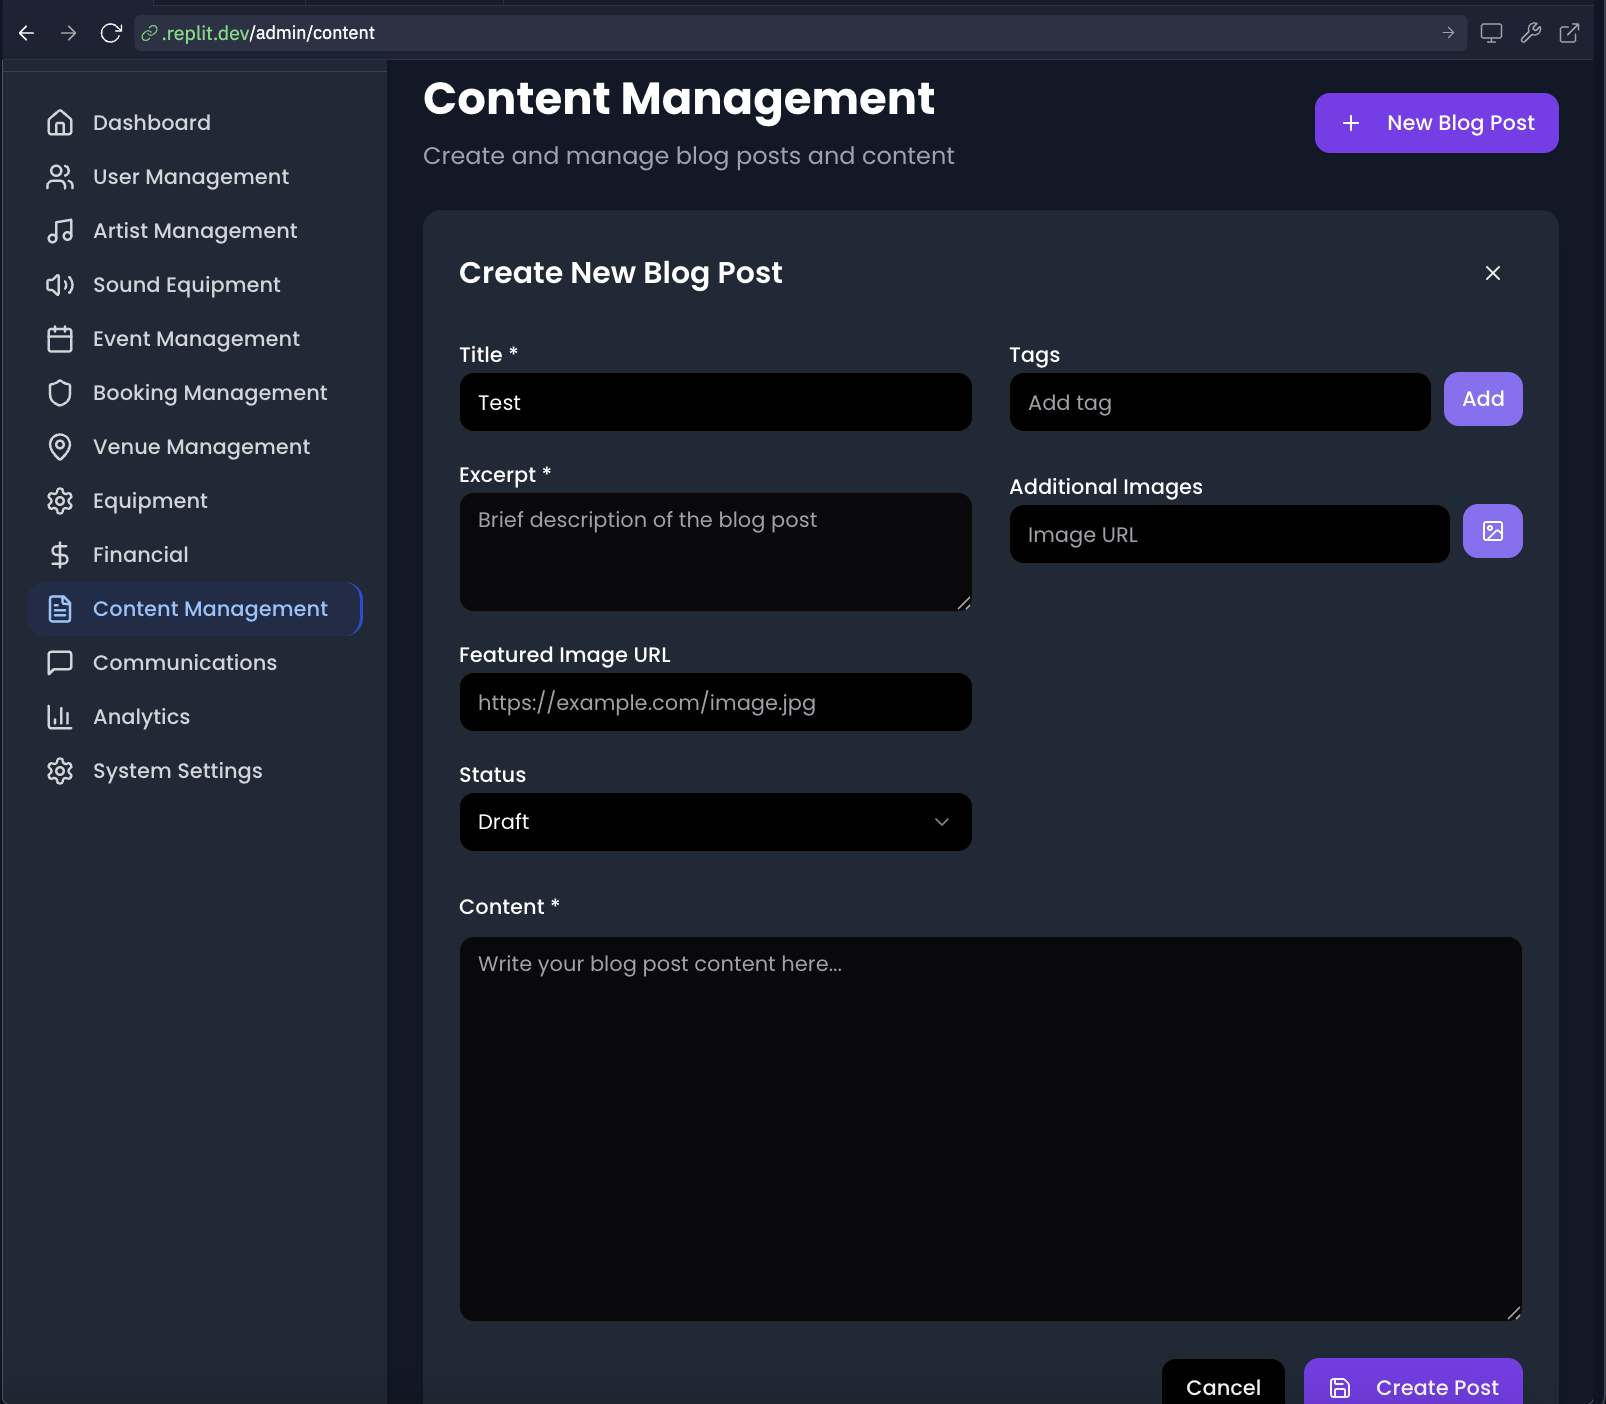 .replit.dev/admin/content
Dashboard
User Management
Artist Management
Sound Equipment
Event Management
Booking Management
Venue Management
Equipment
Financial
Content Management
Communications
Analytics
System Settings
Content Management
Create and manage blog posts and content
New Blog Post
Create New Blog Post
Title *
Test
Excerpt *
Brief description of the blog post
Featured Image URL
https://example.com/image.jpg
Status
Draft
Tags
Add tag
Add
Additional Images
Image URL
Content *
Write your blog post content here...
Cancel
Create Post